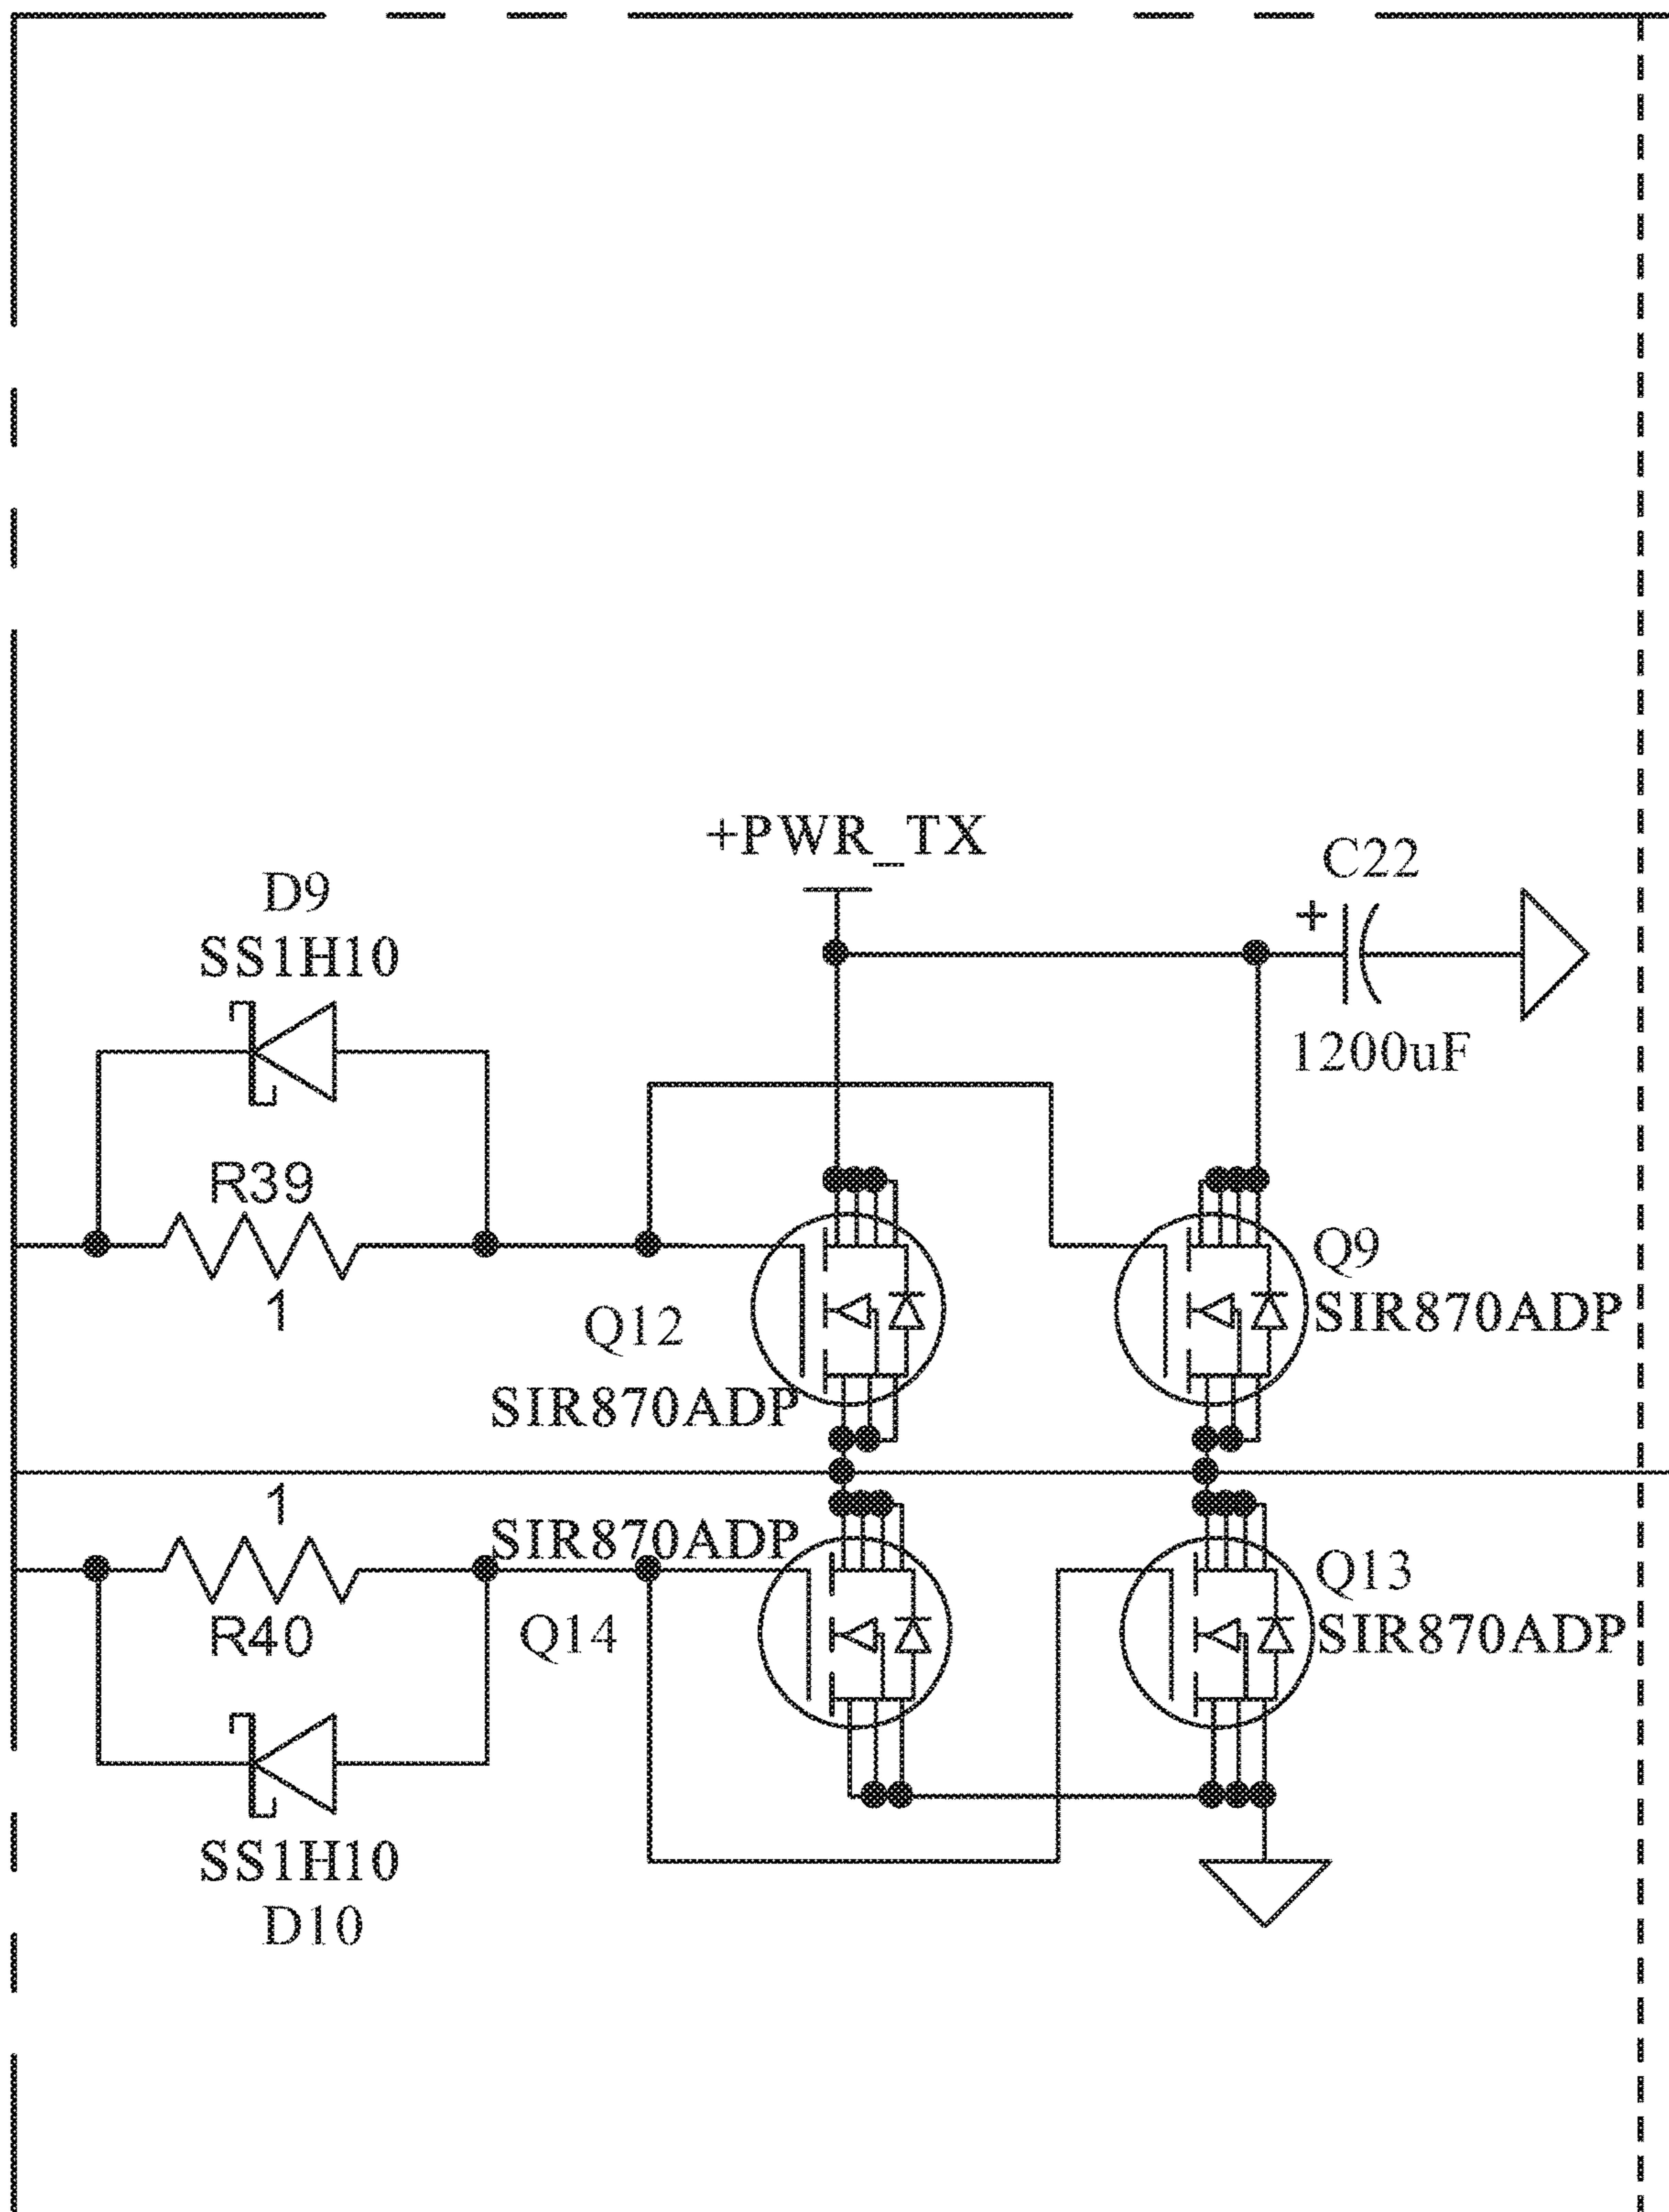 +PWR_TX
C22
+
1200uF
D9
SS1H10
R39
1
Q12
SIR870ADP
Q9
SIR870ADP
1
R40
SIR870ADP
Q14
Q13
SIR870ADP
SS1H10
D10